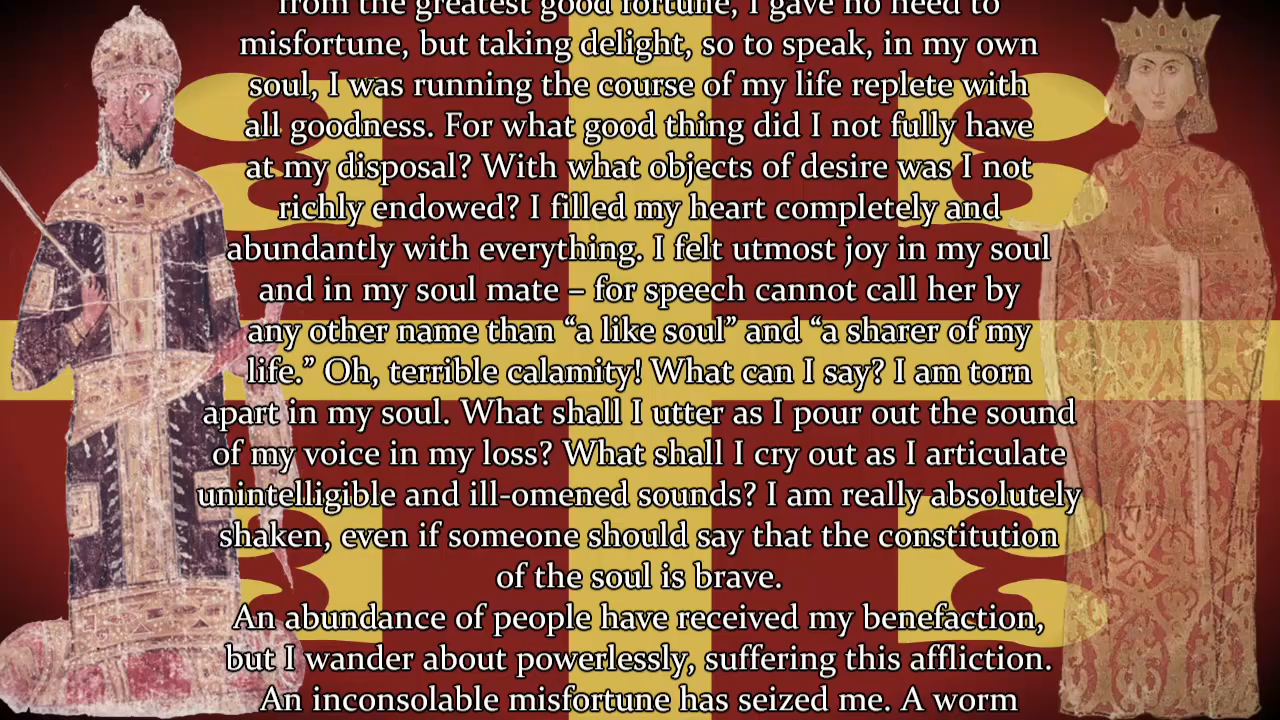 from the greatest good fortune, I gave no heed to
misfortune, but taking delight, so to speak, in my own
soul, I was running the course of my life replete with
all goodness. For what good thing did I not fully have
at my disposal? With what objects of desire was I not
richly endowed? I filled my heart completely and
abundantly with everything. I felt utmost joy in my soul
and in my soul mate – for speech cannot call her by
any other name than “a like soul” and “a sharer of my
life.” Oh, terrible calamity! What can I say? I am torn
apart in my soul. What shall I utter as I pour out the sound
of my voice in my loss? What shall I cry out as I articulate
unintelligible and ill-omened sounds? I am really absolutely
shaken, even if someone should say that the constitution
of the soul is brave.
An abundance of people have received my benefaction,
but I wander about powerlessly, suffering this affliction.
An inconsolable misfortune has seized me. A worm